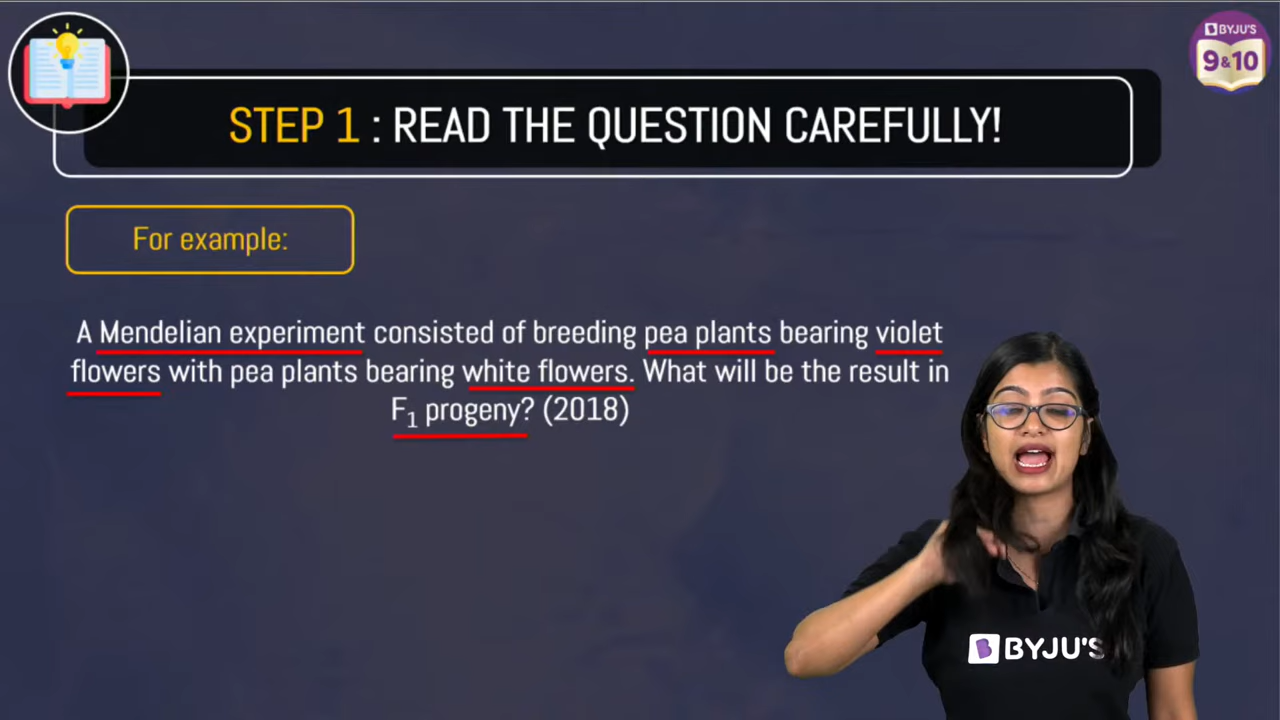 BYJU'S
9&10
STEP 1 : READ THE QUESTION CAREFULLY!
For example:
A Mendelian experiment consisted of breeding pea plants bearing violet
flowers with pea plants bearing white flowers. What will be the result in
F₁ progeny? (2018)
BYJU'S